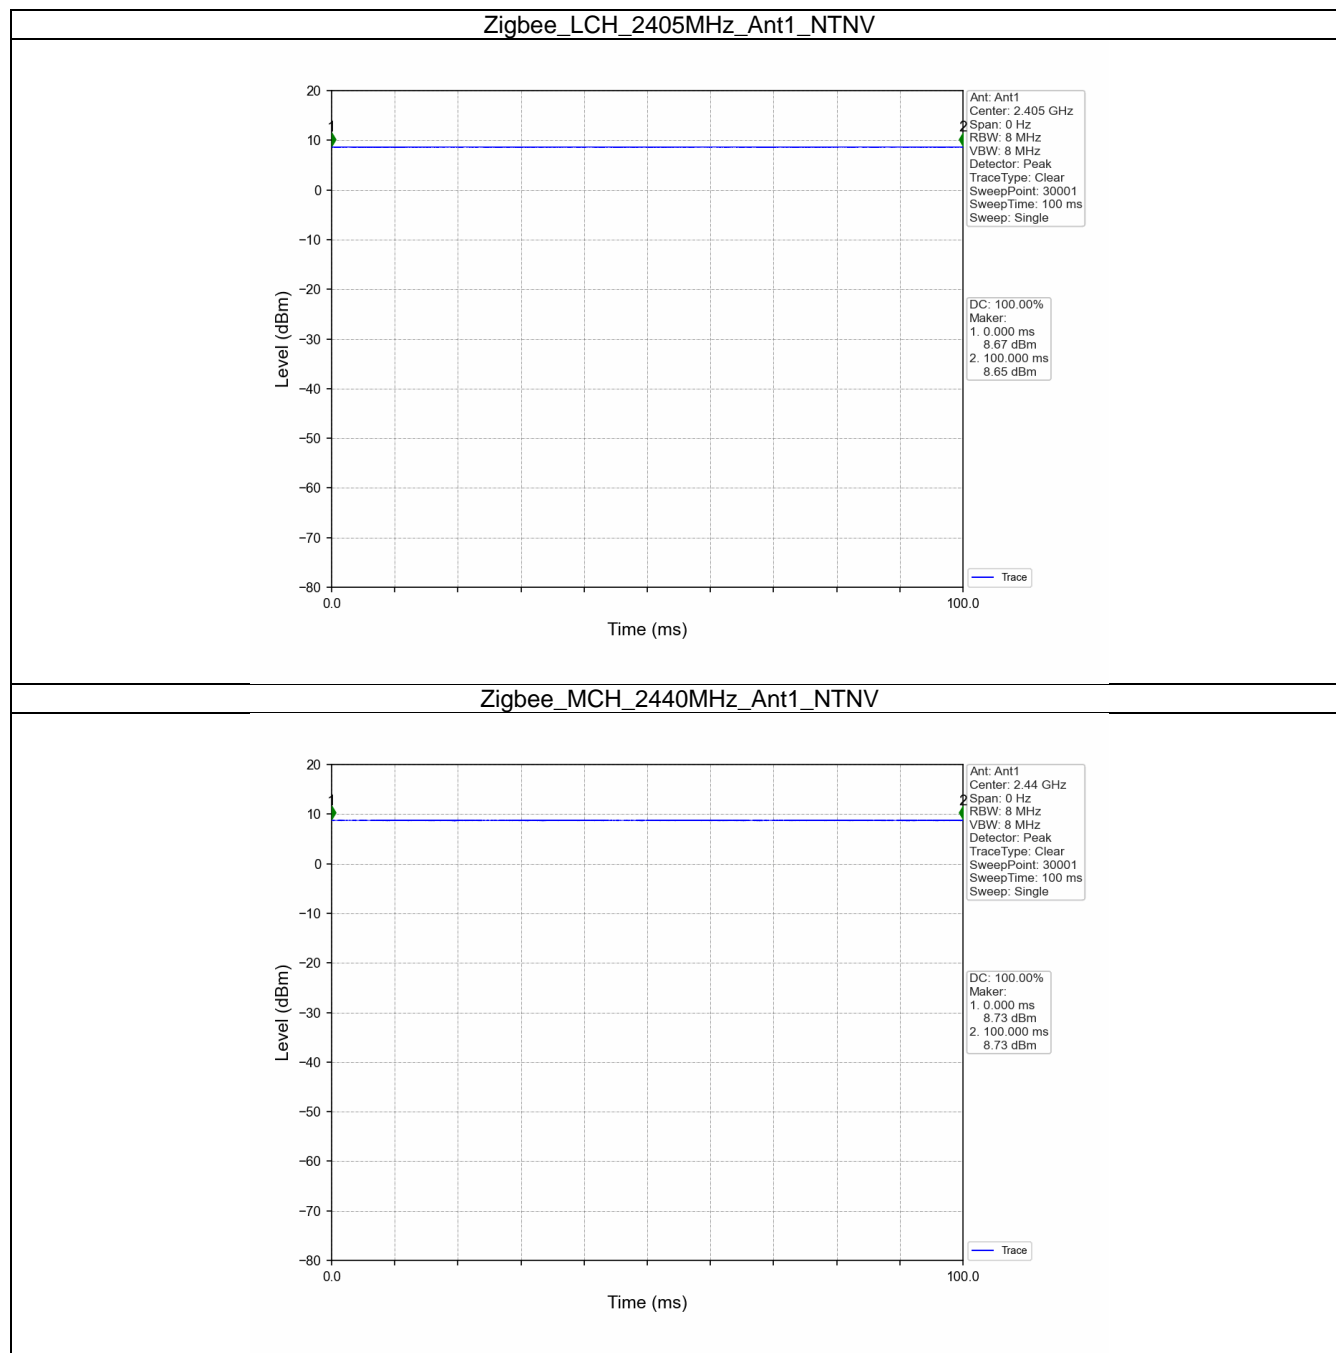 Zigbee_LCH_2405MHz_Ant1_NTNV
20
10
0
−10
−20
−30
−40
−50
−60
−70
−80
Level (dBm)
1
2
0.0
100.0
Time (ms)
Ant: Ant1
Center: 2.405 GHz
Span: 0 Hz
RBW: 8 MHz
VBW: 8 MHz
Detector: Peak
TraceType: Clear
SweepPoint: 30001
SweepTime: 100 ms
Sweep: Single
DC: 100.00%
Maker:
1. 0.000 ms
8.67 dBm
2. 100.000 ms
8.65 dBm
Trace
Zigbee_MCH_2440MHz_Ant1_NTNV
20
10
0
−10
−20
−30
−40
−50
−60
−70
−80
Level (dBm)
1
2
0.0
100.0
Time (ms)
Ant: Ant1
Center: 2.44 GHz
Span: 0 Hz
RBW: 8 MHz
VBW: 8 MHz
Detector: Peak
TraceType: Clear
SweepPoint: 30001
SweepTime: 100 ms
Sweep: Single
DC: 100.00%
Maker:
1. 0.000 ms
8.73 dBm
2. 100.000 ms
8.73 dBm
Trace